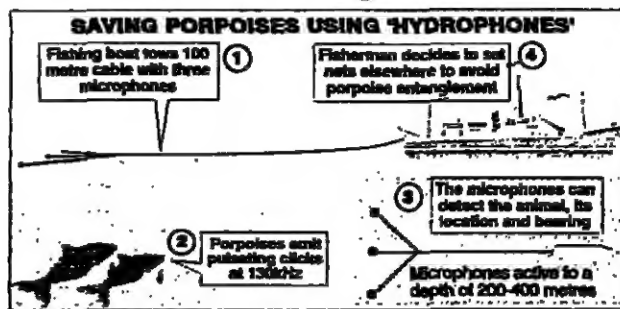 SAVING PORPOISES USING 'HYDROPHONES'
1
Fishing boat tows 100
metre cable with three
microphones
2
Porpoises emit
pulsating clicks
at 130kHz
3
The microphones can
detect the animal, its
location and bearing
Microphones active to a
depth of 200-400 metres
4
Fisherman decides to set
nets elsewhere to avoid
porpoise entanglement